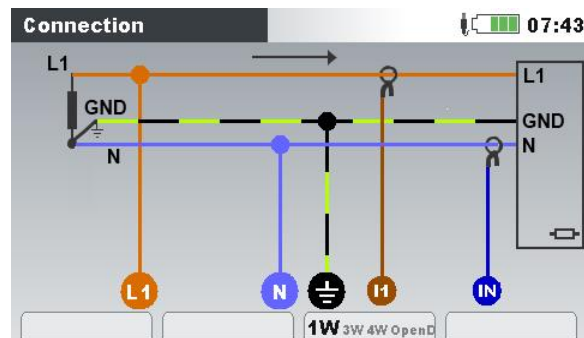 Connection 07:43
L1
L1
GND
GND
N
N
L1 N I1 IN
1W 3W 4W OpenD